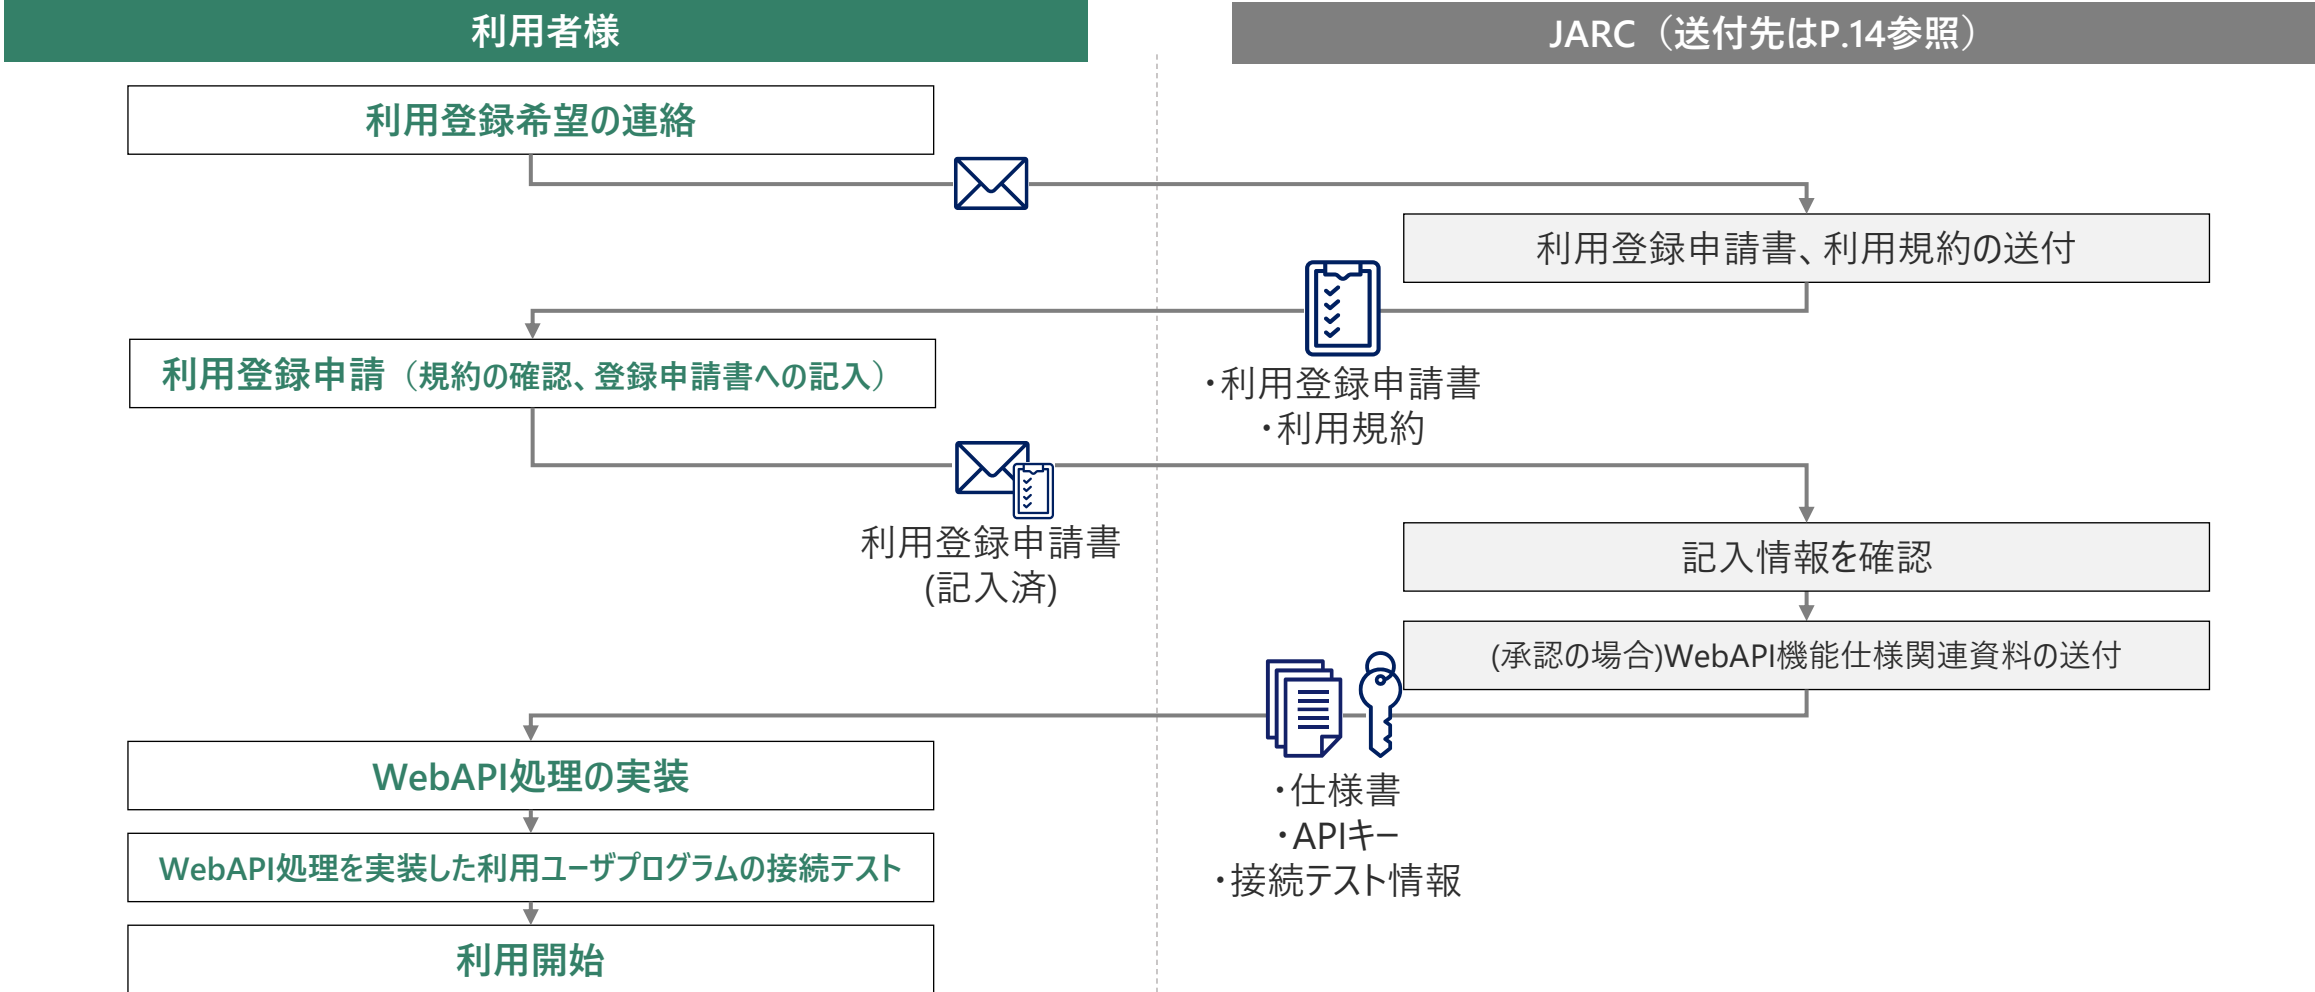 利用者様
JARC（送付先はP.14参照）
利用登録希望の連絡
利用登録申請書、利用規約の送付
・利用登録申請書
・利用規約
利用登録申請（規約の確認、登録申請書への記入）
利用登録申請書
(記入済)
記入情報を確認
(承認の場合)WebAPI機能仕様関連資料の送付
・仕様書
・APIキー
・接続テスト情報
WebAPI処理の実装
WebAPI処理を実装した利用ユーザプログラムの接続テスト
利用開始